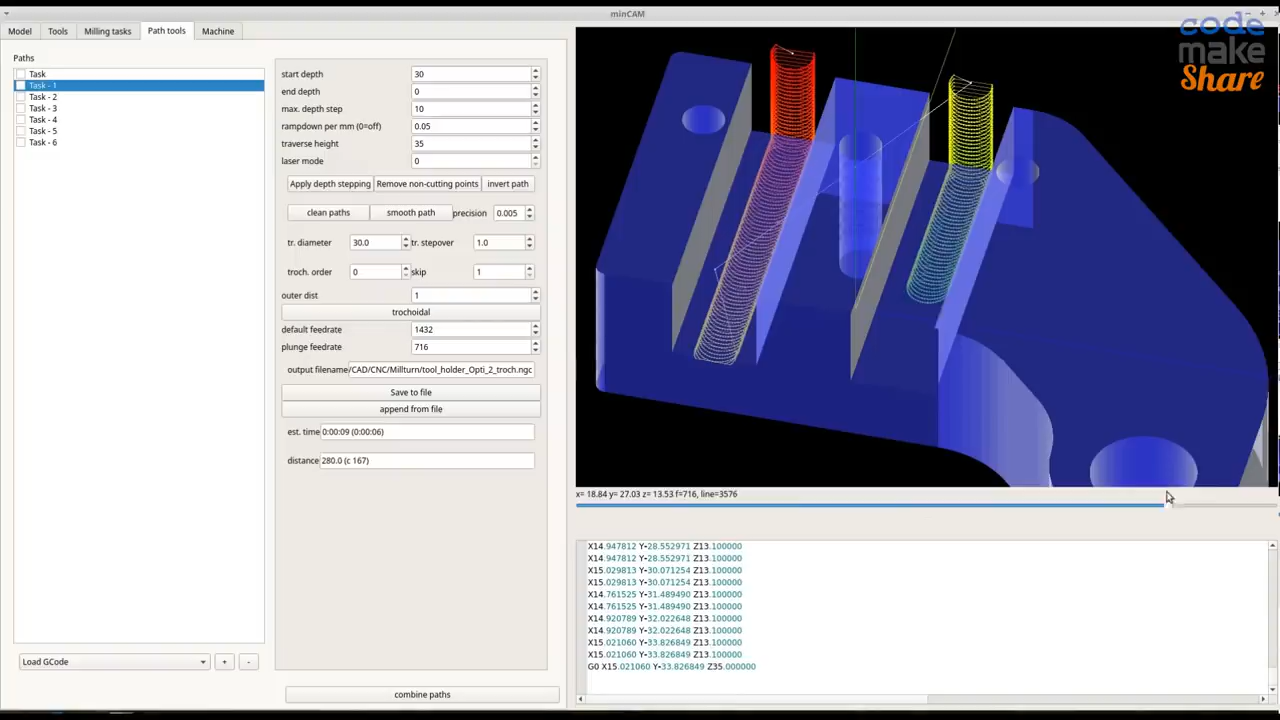 minCAM
code
make
Share
Model Tools Milling tasks Path tools Machine
Paths
Task
Task - 1
Task - 2
Task - 3
Task - 4
Task - 5
Task - 6
Load GCode + -
start depth 30
end depth 0
max. depth step 10
rampdown per mm (0=off) 0.05
traverse height 35
laser mode 0
Apply depth stepping Remove non-cutting points invert path
clean paths smooth path precision 0.005
tr. diameter 30.0 tr. stepover 1.0
troch. order 0 skip 1
outer dist 1
trochoidal
default feedrate 1432
plunge feedrate 716
output filename /CAD/CNC/Millturn/tool_holder_Opti_2_troch.ngc
Save to file
append from file
est. time 0:00:09 (0:00:06)
distance 280.0 (c 167)
combine paths
x= 18.84 y= 27.03 z= 13.53 f=716, line=3576
X14.947812 Y-28.552971 Z13.100000
X14.947812 Y-28.552971 Z13.100000
X15.029813 Y-30.071254 Z13.100000
X15.029813 Y-30.071254 Z13.100000
X14.761525 Y-31.489490 Z13.100000
X14.761525 Y-31.489490 Z13.100000
X14.920789 Y-32.022648 Z13.100000
X14.920789 Y-32.022648 Z13.100000
X15.021060 Y-33.826849 Z13.100000
X15.021060 Y-33.826849 Z13.100000
G0 X15.021060 Y-33.826849 Z35.000000